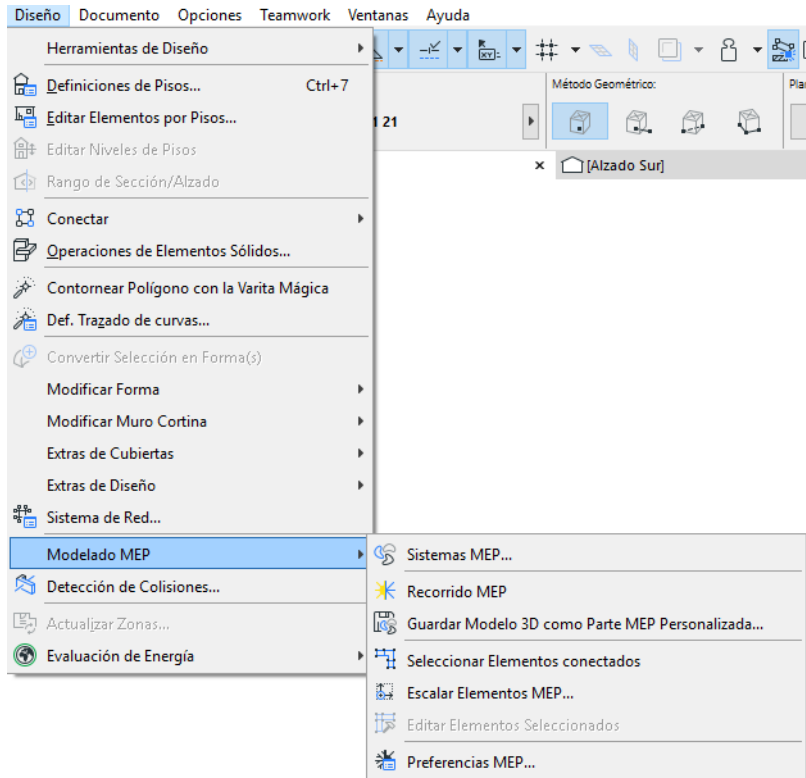 Diseño Documento Opciones Teamwork Ventanas Ayuda
Herramientas de Diseño
Definiciones de Pisos... Ctrl+7
Editar Elementos por Pisos...
Editar Niveles de Pisos
Rango de Sección/Alzado
Conectar
Operaciones de Elementos Sólidos...
Contornear Polígono con la Varita Mágica
Def. Trazado de curvas...
Convertir Selección en Forma(s)
Modificar Forma
Modificar Muro Cortina
Extras de Cubiertas
Extras de Diseño
Sistema de Red...
Modelado MEP
Detección de Colisiones...
Actualizar Zonas...
Evaluación de Energía
XY:
Método Geométrico:
21
[Alzado Sur]
Sistemas MEP...
Recorrido MEP
Guardar Modelo 3D como Parte MEP Personalizada...
Seleccionar Elementos conectados
Escalar Elementos MEP...
Editar Elementos Seleccionados
Preferencias MEP...